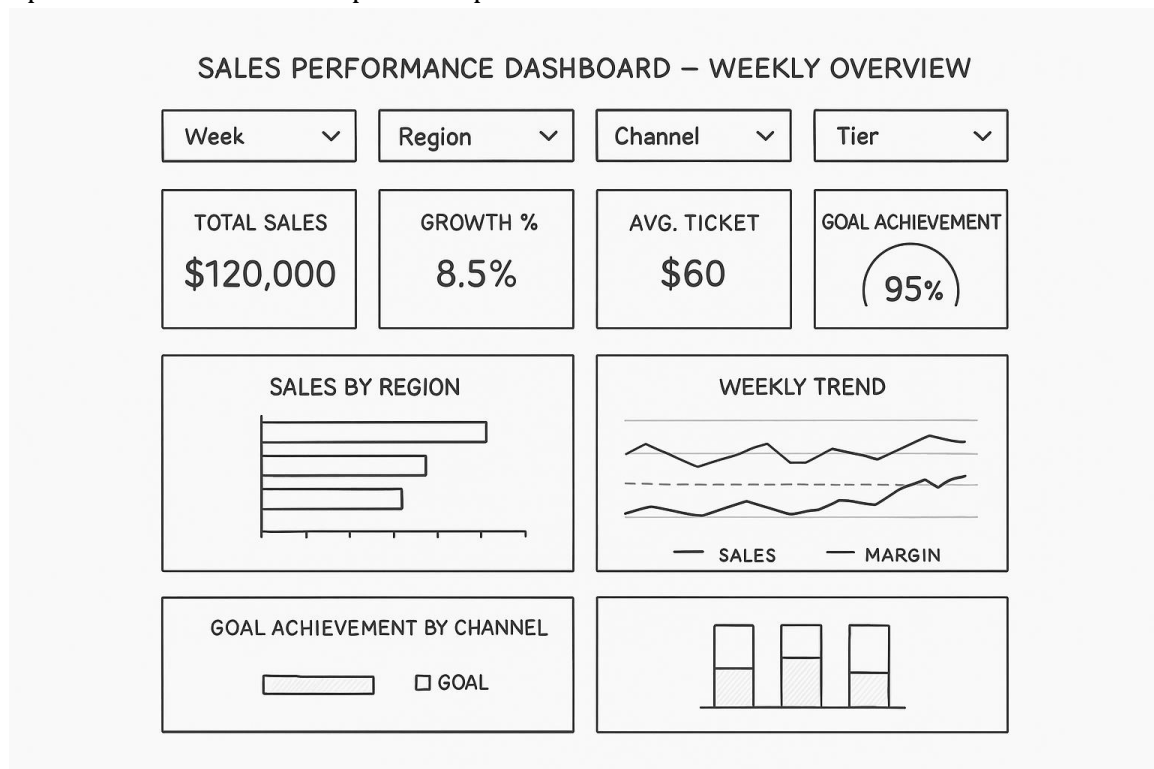 SALES PERFORMANCE DASHBOARD – WEEKLY OVERVIEW
Week
Region
Channel
Tier
TOTAL SALES
$120,000
GROWTH %
8.5%
AVG. TICKET
$60
GOAL ACHIEVEMENT
95%
SALES BY REGION
WEEKLY TREND
SALES
MARGIN
GOAL ACHIEVEMENT BY CHANNEL
GOAL